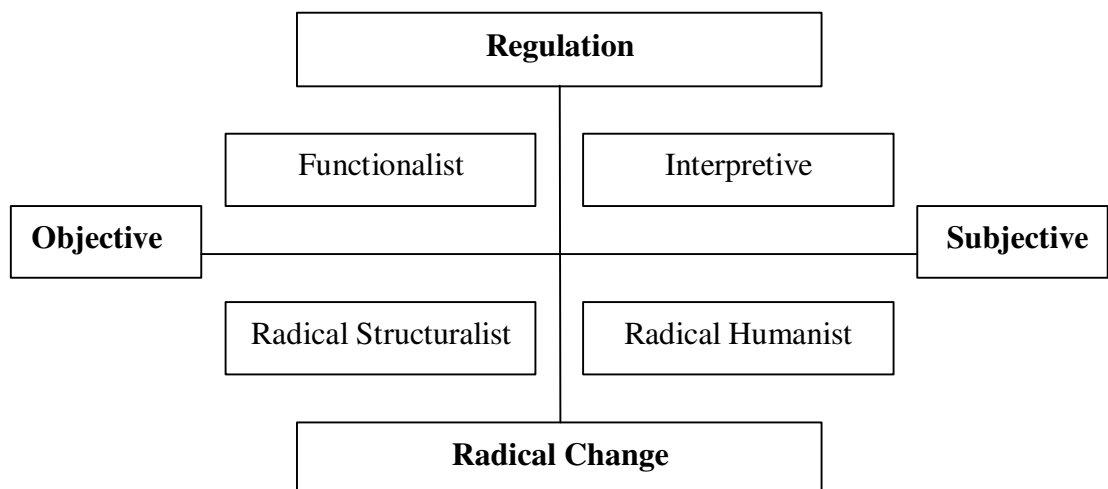 Regulation
Functionalist
Interpretive
Objective
Subjective
Radical Structuralist
Radical Humanist
Radical Change